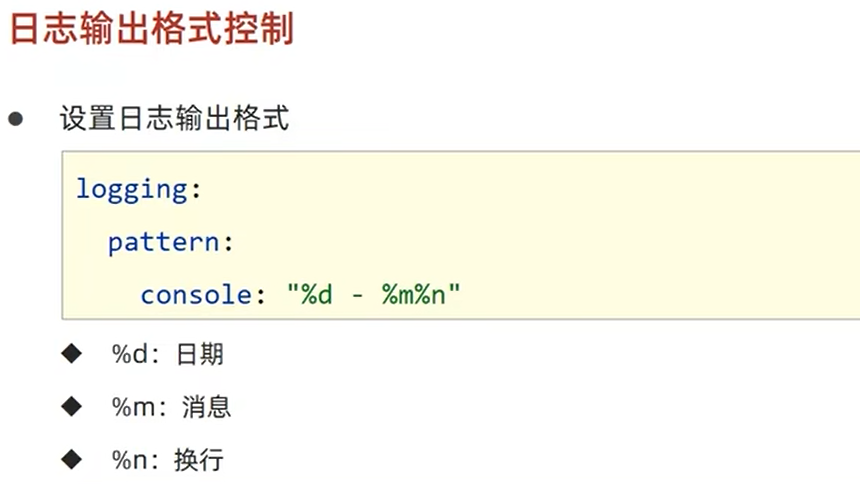 日志输出格式控制
● 设置日志输出格式
logging:
  pattern:
    console: "%d - %m%n"
◆ %d：日期
◆ %m：消息
◆ %n：换行